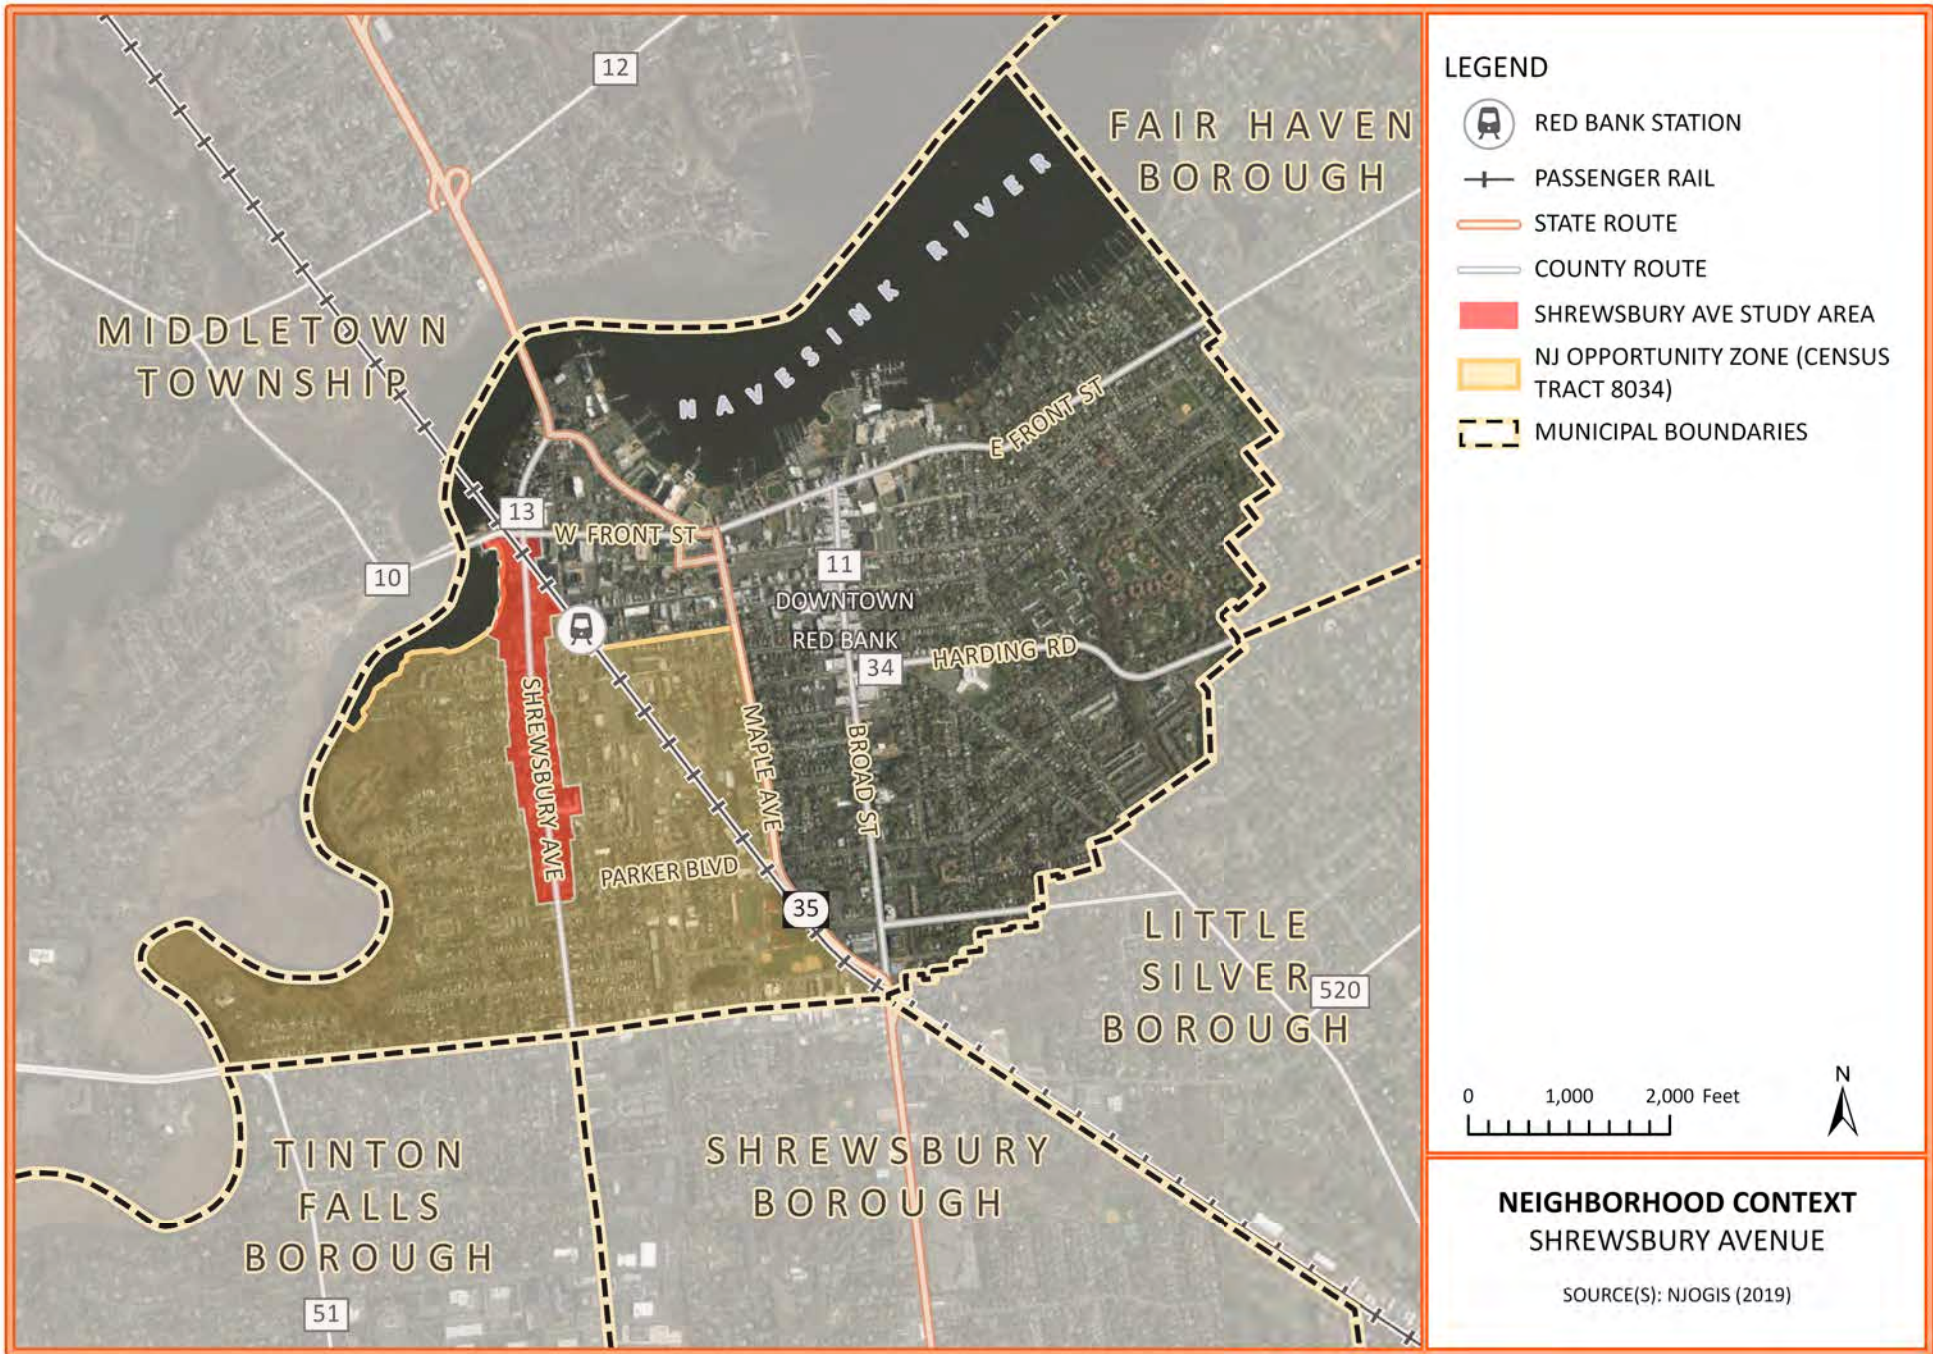 12
FAIR HAVEN
BOROUGH
NAVESINK RIVER
MIDDLETOWN
TOWNSHIP
E FRONT ST
13
W FRONT ST
10
11
DOWNTOWN
RED BANK
34
HARDING RD
SHREWSBURY AVE
MAPLE AVE
BROAD ST
PARKER BLVD
35
LITTLE
SILVER
BOROUGH
520
TINTON
FALLS
BOROUGH
SHREWSBURY
BOROUGH
51
LEGEND
RED BANK STATION
PASSENGER RAIL
STATE ROUTE
COUNTY ROUTE
SHREWSBURY AVE STUDY AREA
NJ OPPORTUNITY ZONE (CENSUS
TRACT 8034)
MUNICIPAL BOUNDARIES
0 1,000 2,000 Feet
N
NEIGHBORHOOD CONTEXT
SHREWSBURY AVENUE
SOURCE(S): NJOGIS (2019)